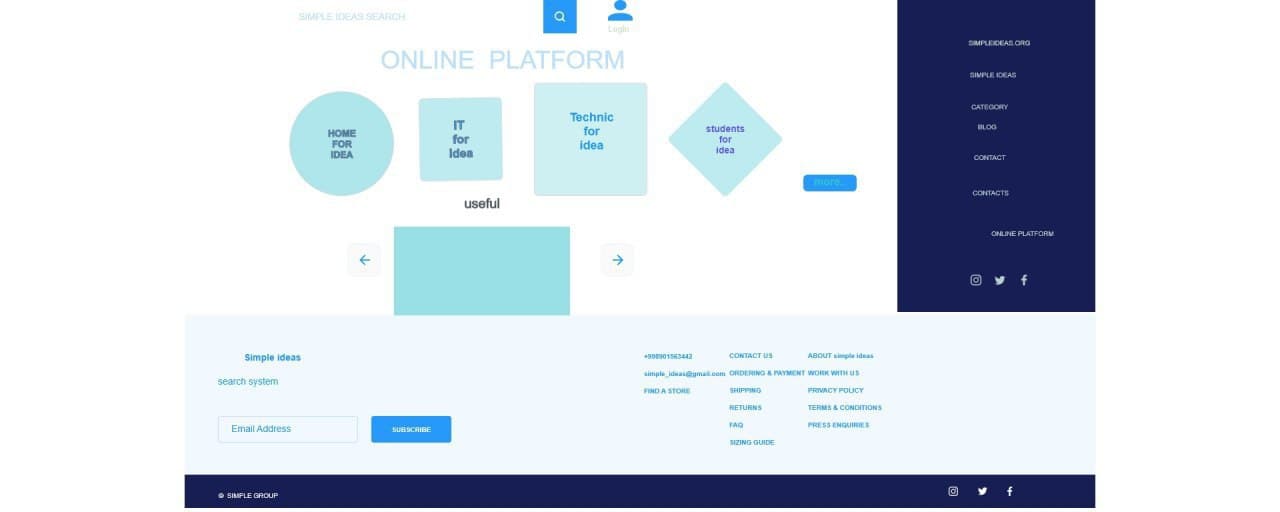 SIMPLE IDEAS SEARCH
Login
ONLINE PLATFORM
HOME
FOR
IDEA
IT
for
idea
Technic
for
idea
students
for
idea
more..
useful
SIMPLEIDEAS.ORG
SIMPLE IDEAS
CATEGORY
BLOG
CONTACT
CONTACTS
ONLINE PLATFORM
Simple ideas
search system
Email Address
SUBSCRIBE
+998901563442
simple_ideas@gmail.com
FIND A STORE
CONTACT US
ORDERING & PAYMENT
SHIPPING
RETURNS
FAQ
SIZING GUIDE
ABOUT simple ideas
WORK WITH US
PRIVACY POLICY
TERMS & CONDITIONS
PRESS ENQUIRIES
© SIMPLE GROUP